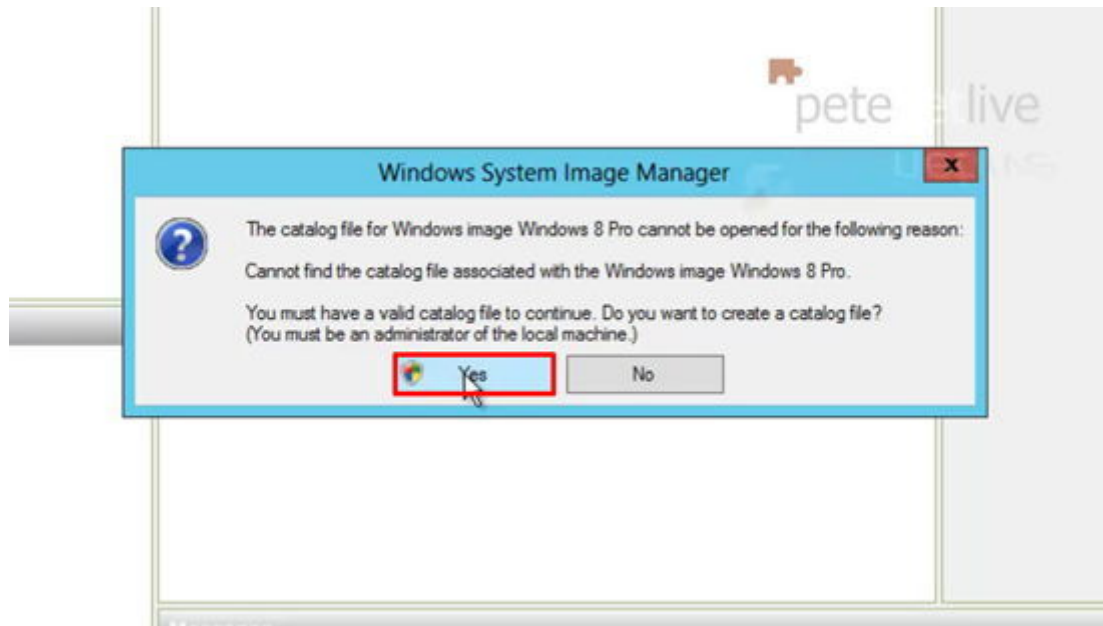 pete live
Windows System Image Manager
x
The catalog file for Windows image Windows 8 Pro cannot be opened for the following reason:
Cannot find the catalog file associated with the Windows image Windows 8 Pro.
You must have a valid catalog file to continue. Do you want to create a catalog file?
(You must be an administrator of the local machine.)
Yes No